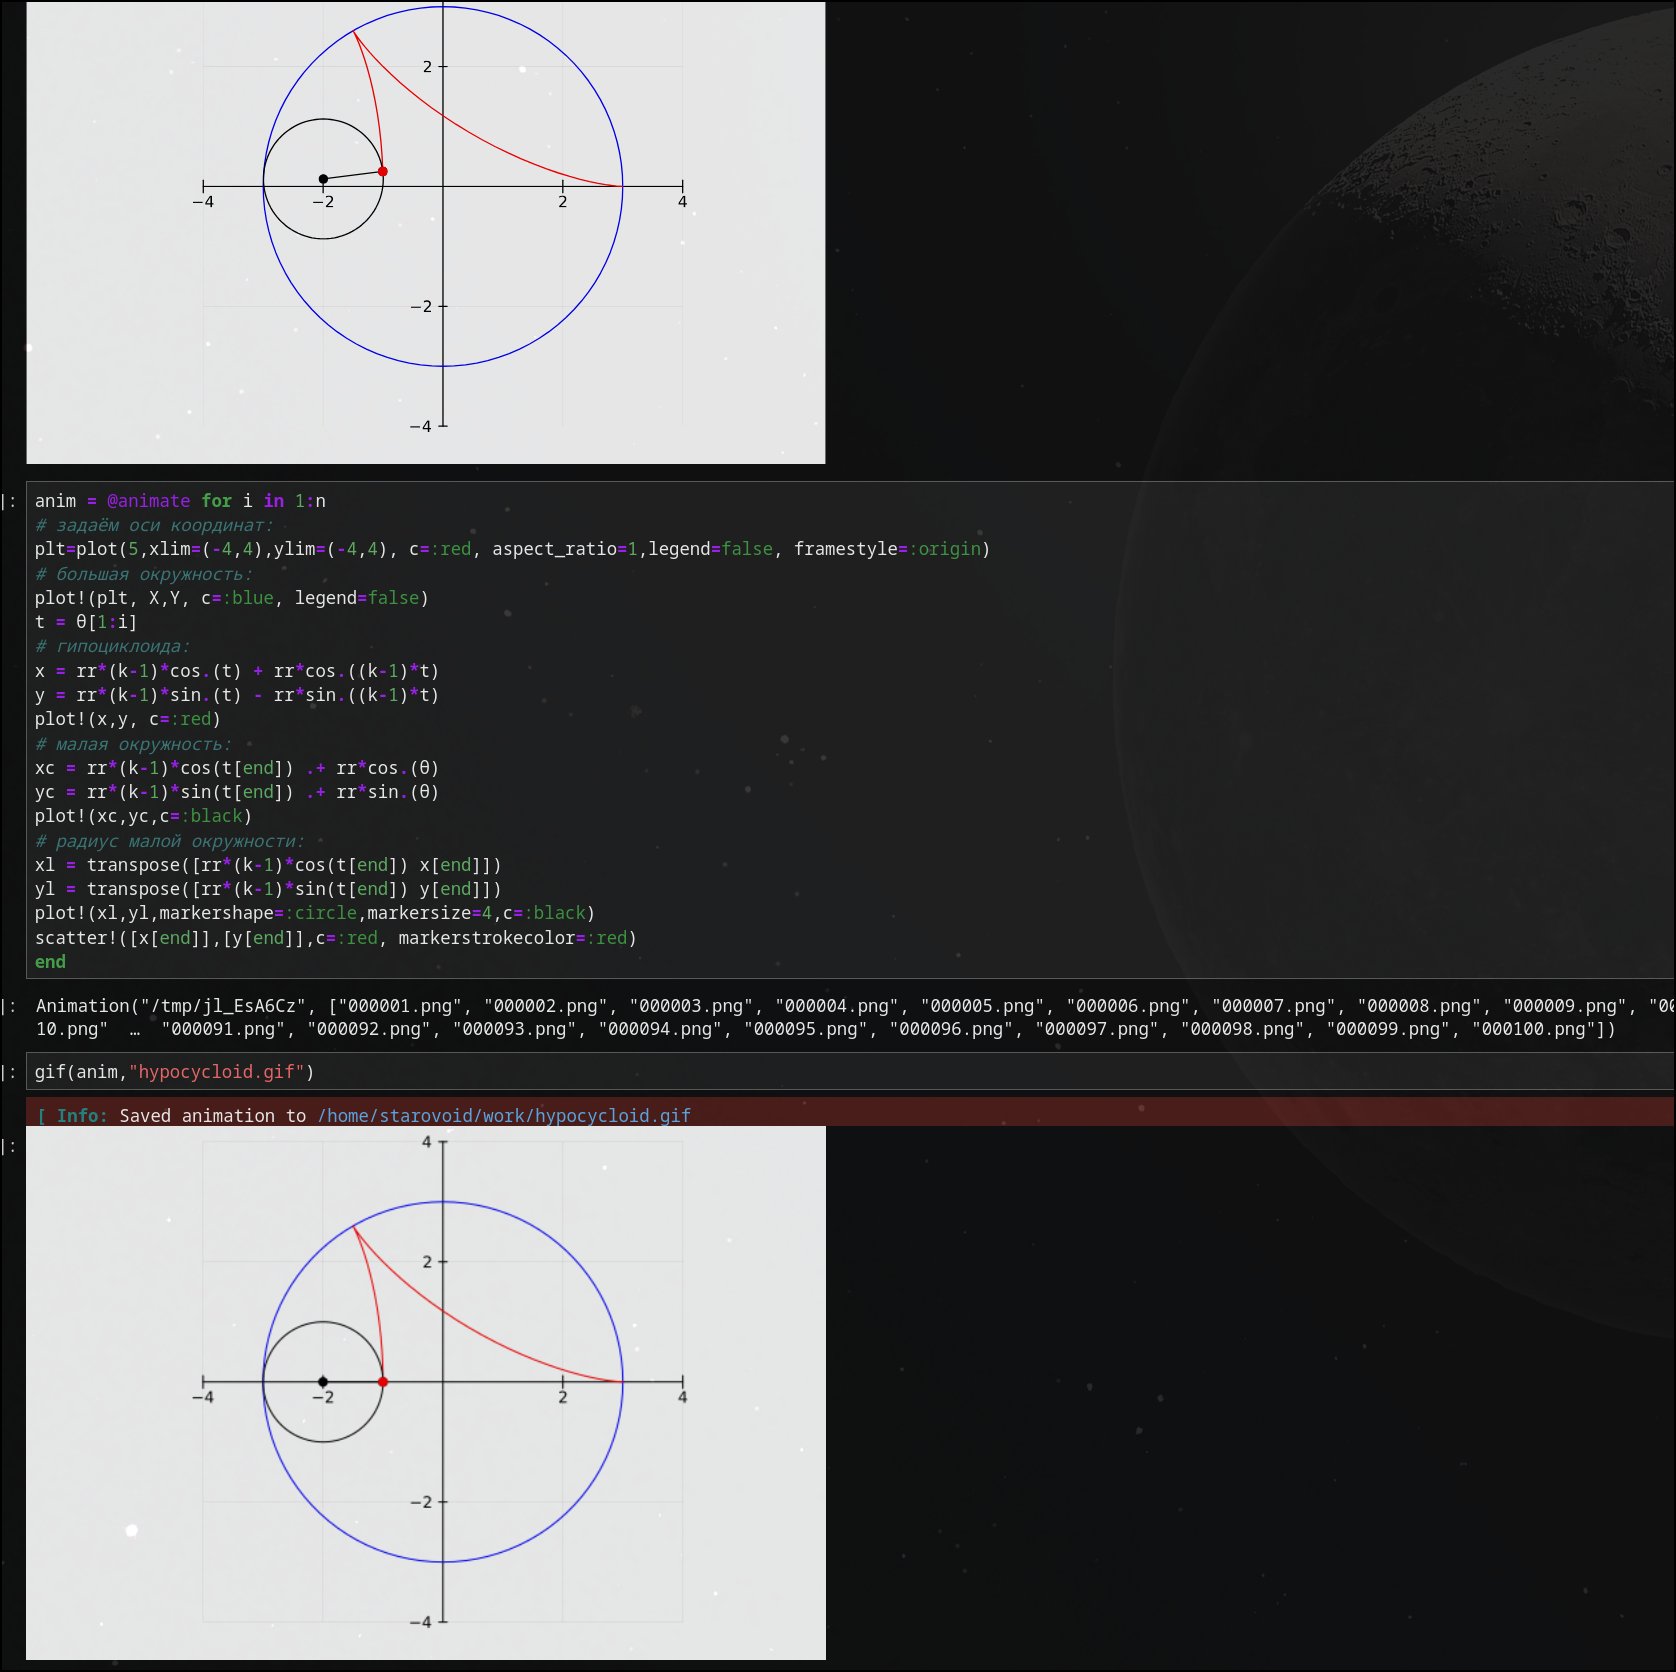 2
−4 −2 2 4
−2
−4
]: anim = @animate for i in 1:n
# задаём оси координат:
plt=plot(5,xlim=(-4,4),ylim=(-4,4), c=:red, aspect_ratio=1,legend=false, framestyle=:origin)
# большая окружность:
plot!(plt, X,Y, c=:blue, legend=false)
t = θ[1:i]
# гипоциклоида:
x = rr*(k-1)*cos.(t) + rr*cos.((k-1)*t)
y = rr*(k-1)*sin.(t) - rr*sin.((k-1)*t)
plot!(x,y, c=:red)
# малая окружность:
xc = rr*(k-1)*cos(t[end]) .+ rr*cos.(θ)
yc = rr*(k-1)*sin(t[end]) .+ rr*sin.(θ)
plot!(xc,yc,c=:black)
# радиус малой окружности:
xl = transpose([rr*(k-1)*cos(t[end]) x[end]])
yl = transpose([rr*(k-1)*sin(t[end]) y[end]])
plot!(xl,yl,markershape=:circle,markersize=4,c=:black)
scatter!([x[end]],[y[end]],c=:red, markerstrokecolor=:red)
end
]: Animation("/tmp/jl_EsA6Cz", ["000001.png", "000002.png", "000003.png", "000004.png", "000005.png", "000006.png", "000007.png", "000008.png", "000009.png", "00
10.png" … "000091.png", "000092.png", "000093.png", "000094.png", "000095.png", "000096.png", "000097.png", "000098.png", "000099.png", "000100.png"])
]: gif(anim,"hypocycloid.gif")
[ Info: Saved animation to /home/starovoid/work/hypocycloid.gif
]:
4
2
−4 −2 2 4
−2
−4